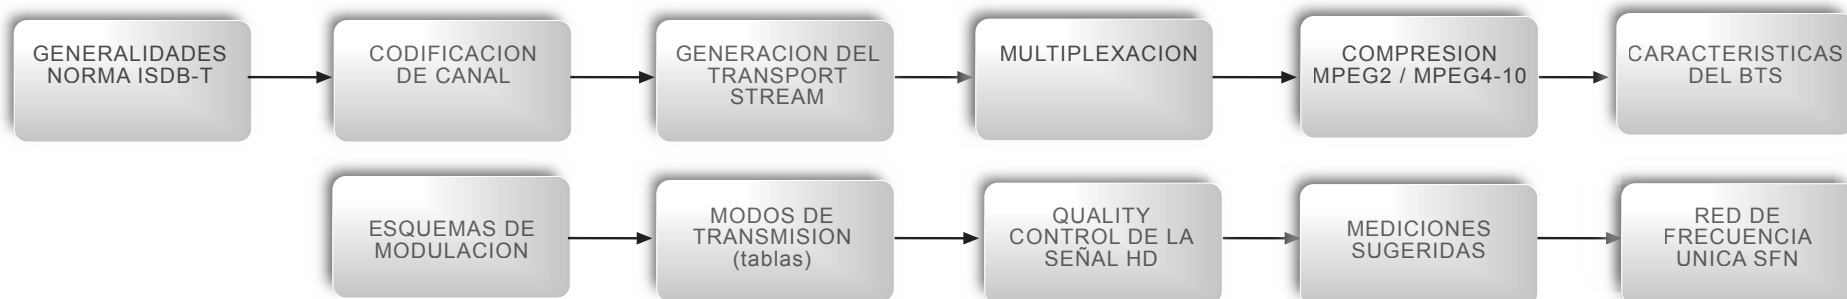 GENERALIDADES
NORMA ISDB-T
CODIFICACION
DE CANAL
GENERACION DEL
TRANSPORT
STREAM
MULTIPLEXACION
COMPRESION
MPEG2 / MPEG4-10
CARACTERISTICAS
DEL BTS
ESQUEMAS DE
MODULACION
MODOS DE
TRANSMISION
(tablas)
QUALITY
CONTROL DE LA
SEÑAL HD
MEDICIONES
SUGERIDAS
RED DE
FRECUENCIA
UNICA SFN